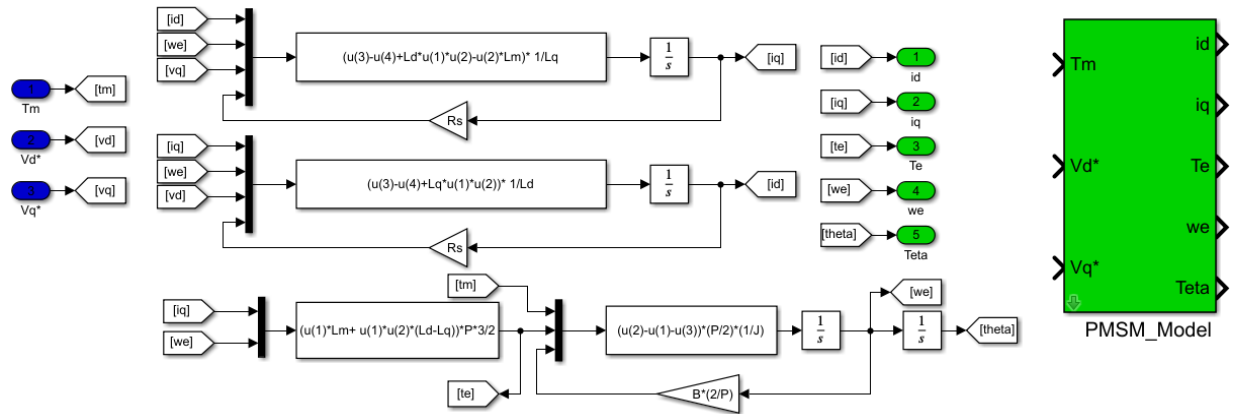 [id]
[we]
[vq]
(u(3)-u(4)+Ld*u(1)*u(2)-u(2)*Lm)* 1/Lq
1
s
[iq]
Rs
1
Tm
[tm]
2
Vd*
[vd]
3
Vq*
[vq]
[iq]
[we]
[vd]
(u(3)-u(4)+Lq*u(1)*u(2))* 1/Ld
1
s
[id]
Rs
[iq]
[we]
(u(1)*Lm+ u(1)*u(2)*(Ld-Lq))*P*3/2
[te]
[tm]
(u(2)-u(1)-u(3))*(P/2)*(1/J)
1
s
[we]
1
s
[theta]
B*(2/P)
[id]
1
id
[iq]
2
iq
[te]
3
Te
[we]
4
we
[theta]
5
Teta
Tm
Vd*
Vq*
id
iq
Te
we
Teta
PMSM_Model